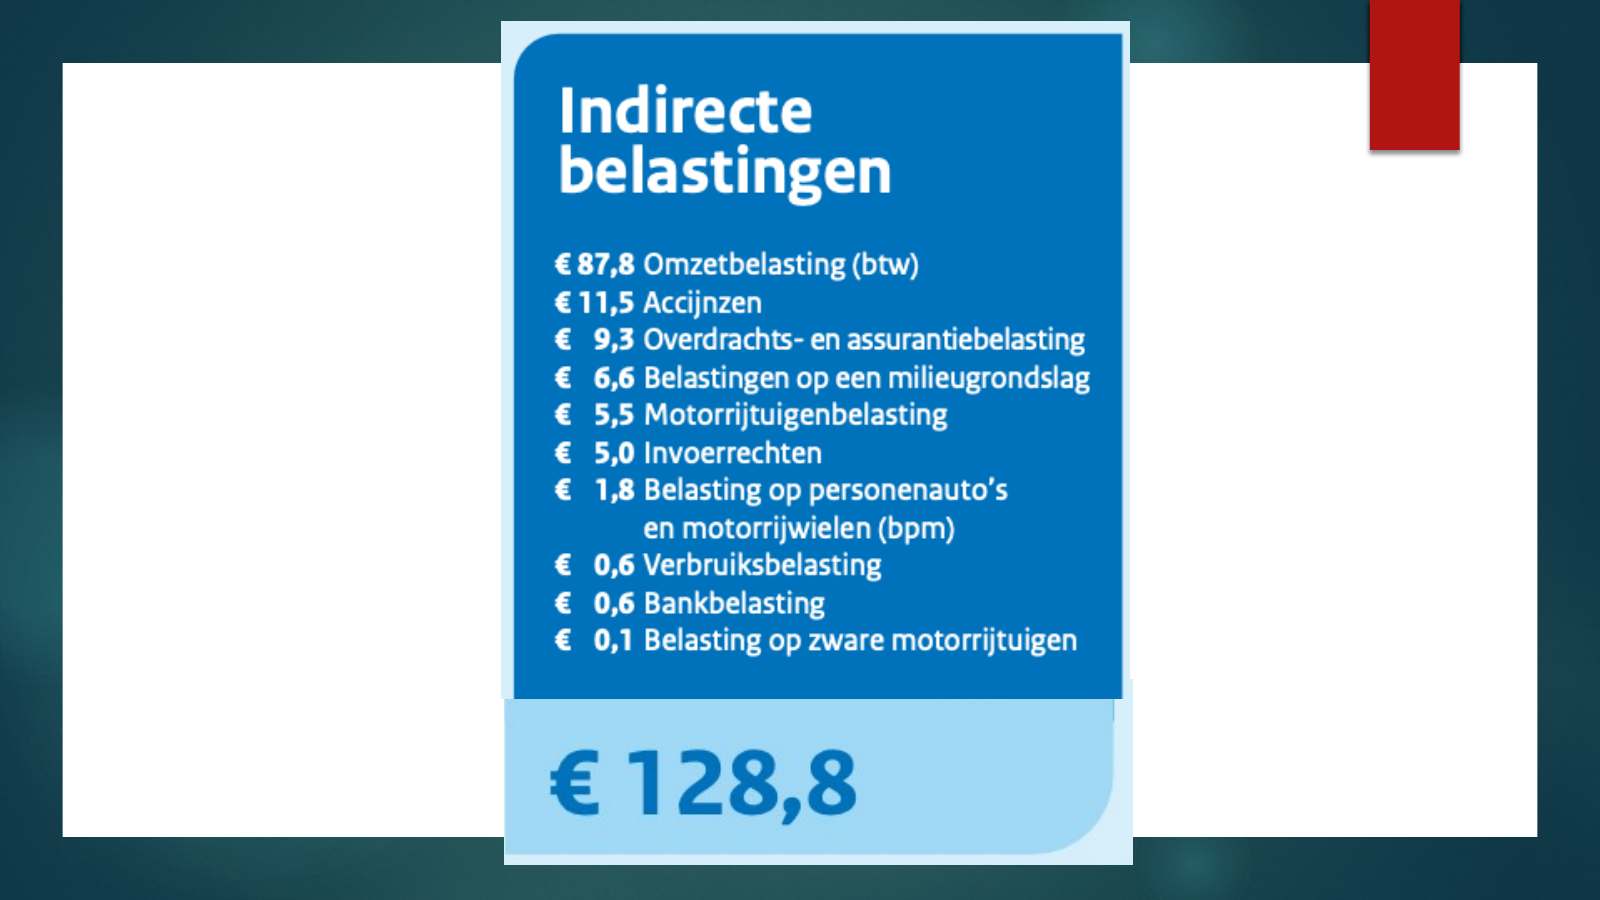 Indirecte
belastingen
€ 87,8 Omzetbelasting (btw)
€ 11,5 Accijnzen
€ 9,3 Overdrachts- en assurantiebelasting
€ 6,6 Belastingen op een milieugrondslag
€ 5,5 Motorrijtuigenbelasting
€ 5,0 Invoerrechten
€ 1,8 Belasting op personenauto’s
en motorrijwielen (bpm)
€ 0,6 Verbruiksbelasting
€ 0,6 Bankbelasting
€ 0,1 Belasting op zware motorrijtuigen
€ 128,8